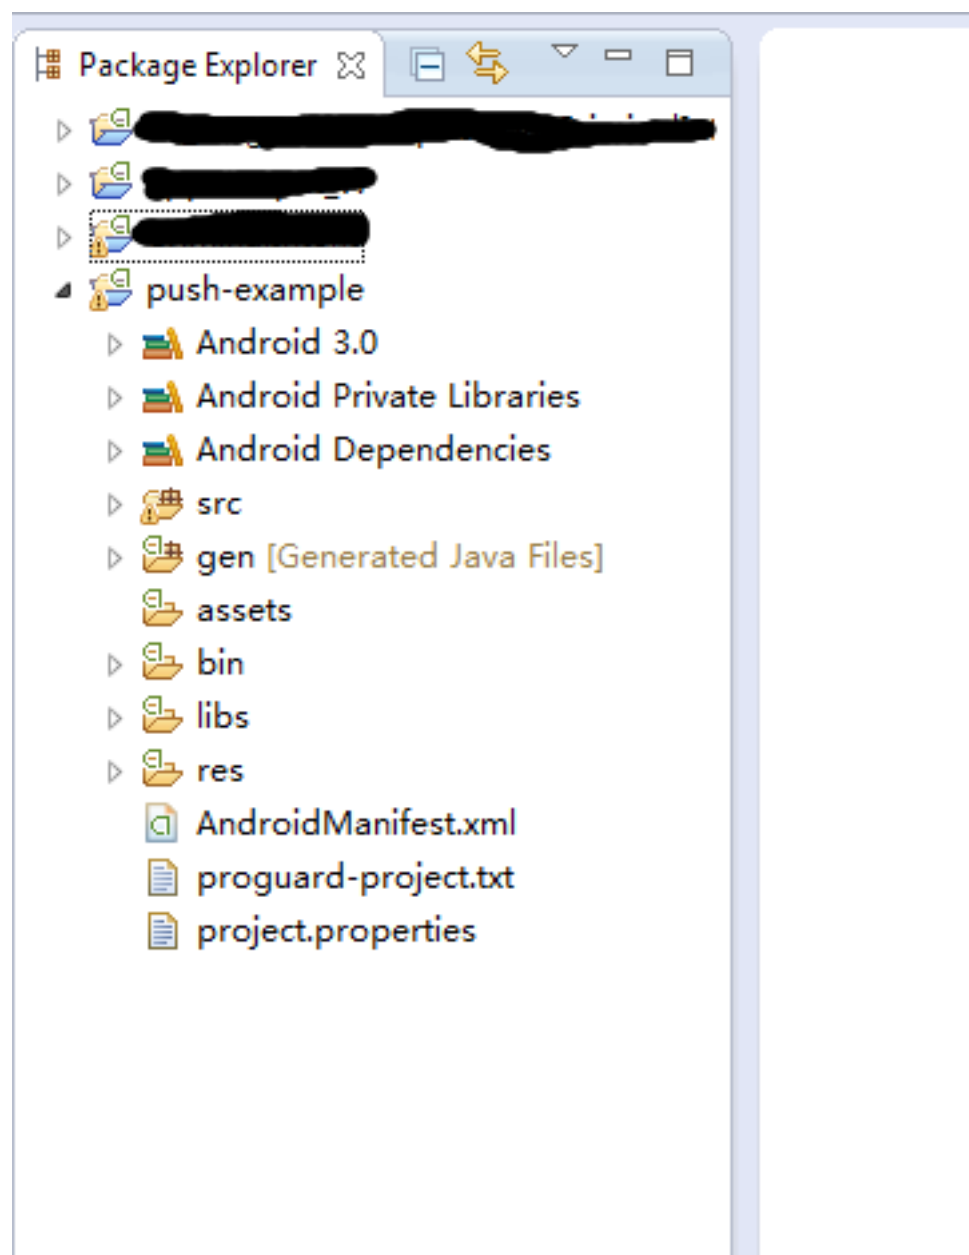 Package Explorer
push-example
Android 3.0
Android Private Libraries
Android Dependencies
src
gen [Generated Java Files]
assets
bin
libs
res
AndroidManifest.xml
proguard-project.txt
project.properties